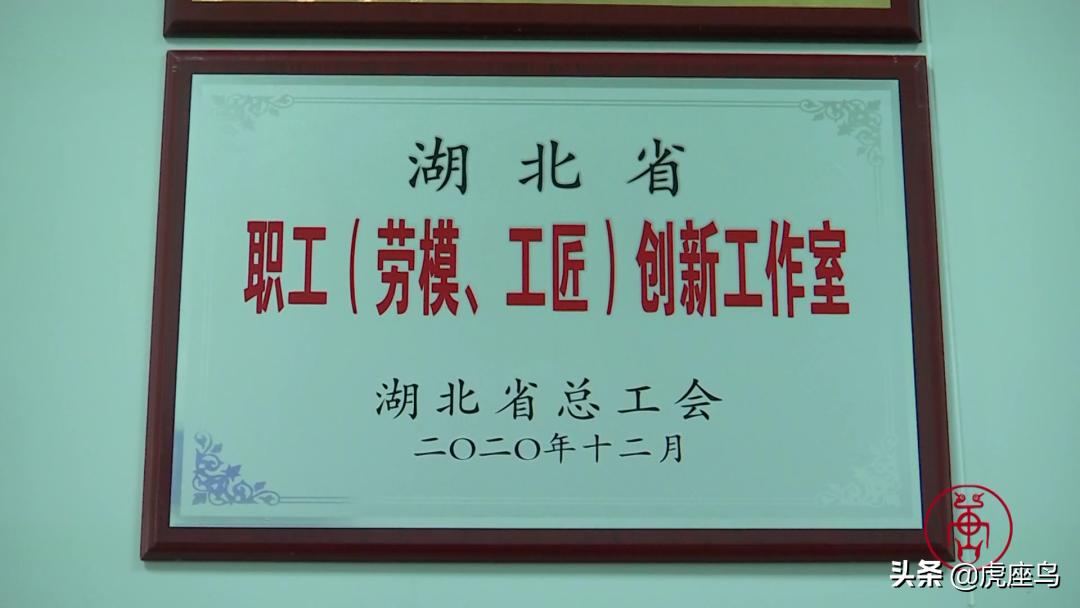 湖北省
职工（劳模、工匠）创新工作室
湖北省总工会
二〇二〇年十二月
头条 @虎座鸟